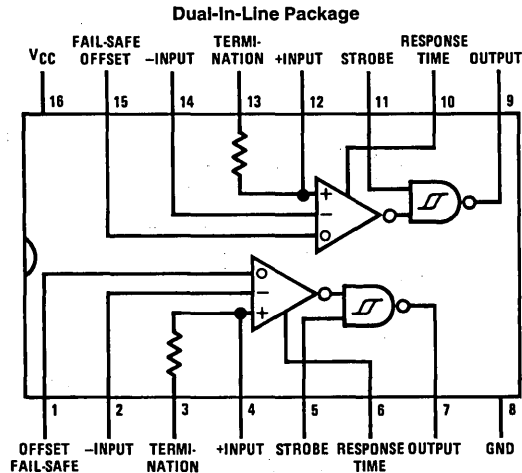 Dual-In-Line Package
VCC
FAIL-SAFE
OFFSET
–INPUT
TERMI-
NATION
+INPUT
STROBE
RESPONSE
TIME
OUTPUT
16
15
14
13
12
11
10
9
+
–
–
+
1
2
3
4
5
6
7
8
OFFSET
FAIL-SAFE
–INPUT
TERMI-
NATION
+INPUT
STROBE
RESPONSE
TIME
OUTPUT
GND